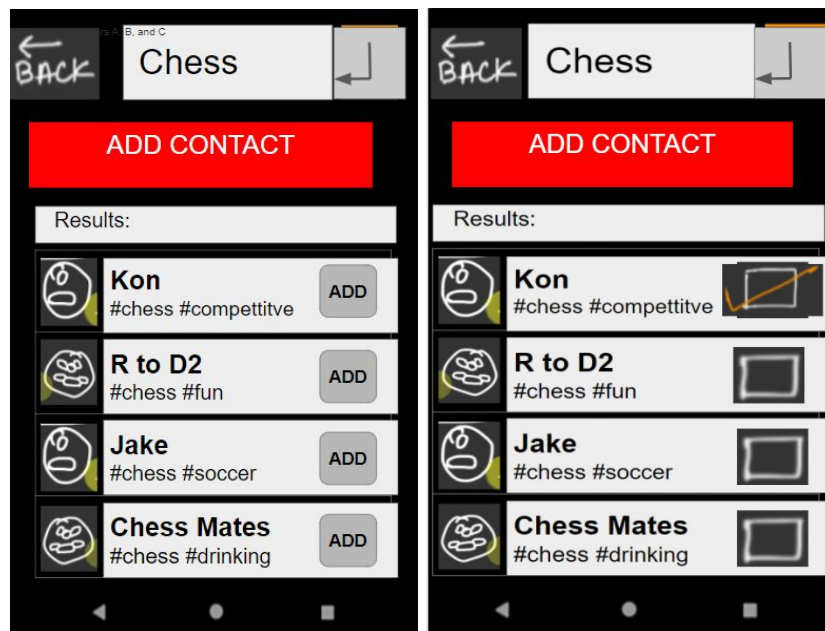 rs A, B, and C
BACK
Chess
ADD CONTACT
Results:
Kon
#chess #compettitve
ADD
R to D2
#chess #fun
ADD
Jake
#chess #soccer
ADD
Chess Mates
#chess #drinking
ADD
BACK
Chess
ADD CONTACT
Results:
Kon
#chess #compettitve
R to D2
#chess #fun
Jake
#chess #soccer
Chess Mates
#chess #drinking